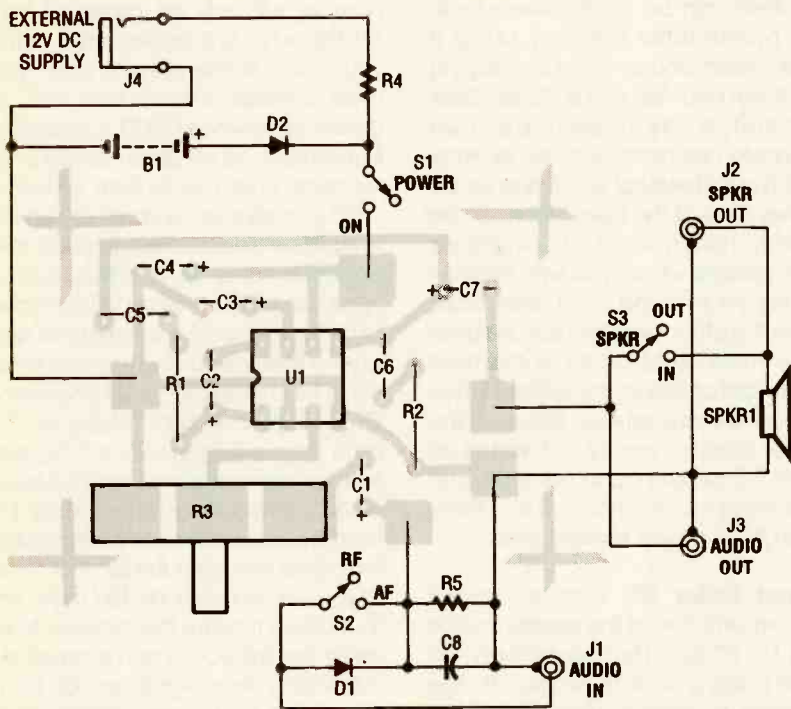 EXTERNAL
12V DC
SUPPLY
J4
R4
B1
+
D2
S1
POWER
ON
J2
SPKR
OUT
C4
+
C3
+
C5
+
C7
S3
SPKR
OUT
IN
R1
C2
+
U1
C6
R2
SPKR1
C1
+
R3
J3
AUDIO
OUT
RF
AF
S2
R5
C8
D1
J1
AUDIO
IN